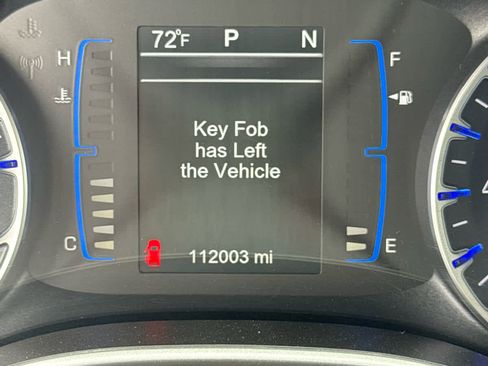 72°F P N
H
F
Key Fob
has Left
the Vehicle
C
E
112003 mi